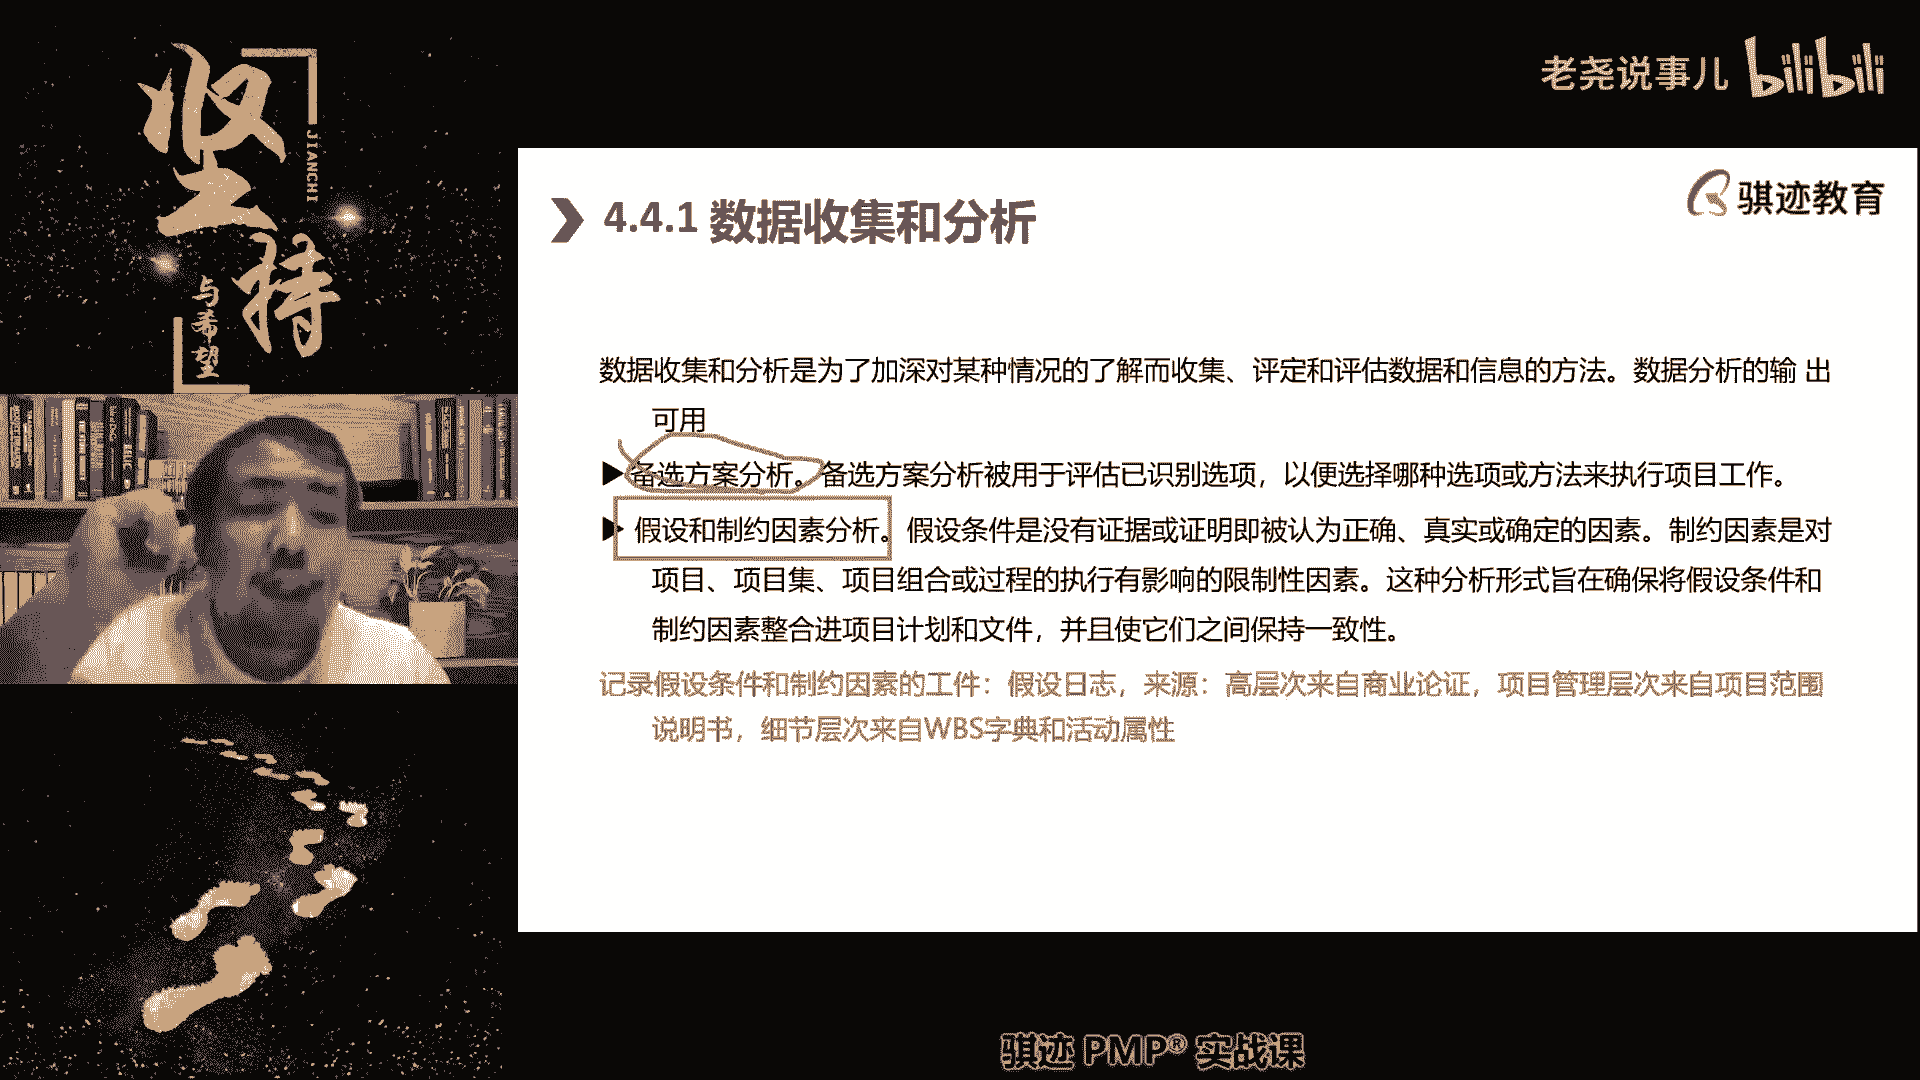 坚持
JIANCHI
与希望
老尧说事儿 bilibili
骐迹教育
4.4.1 数据收集和分析
数据收集和分析是为了加深对某种情况的了解而收集、评定和评估数据和信息的方法。数据分析的输 出
可用
备选方案分析。备选方案分析被用于评估已识别选项，以便选择哪种选项或方法来执行项目工作。
假设和制约因素分析。假设条件是没有证据或证明即被认为正确、真实或确定的因素。制约因素是对
项目、项目集、项目组合或过程的执行有影响的限制性因素。这种分析形式旨在确保将假设条件和
制约因素整合进项目计划和文件，并且使它们之间保持一致性。
记录假设条件和制约因素的工件：假设日志，来源：高层次来自商业论证，项目管理层次来自项目范围
说明书，细节层次来自WBS字典和活动属性
骐迹 PMP® 实战课